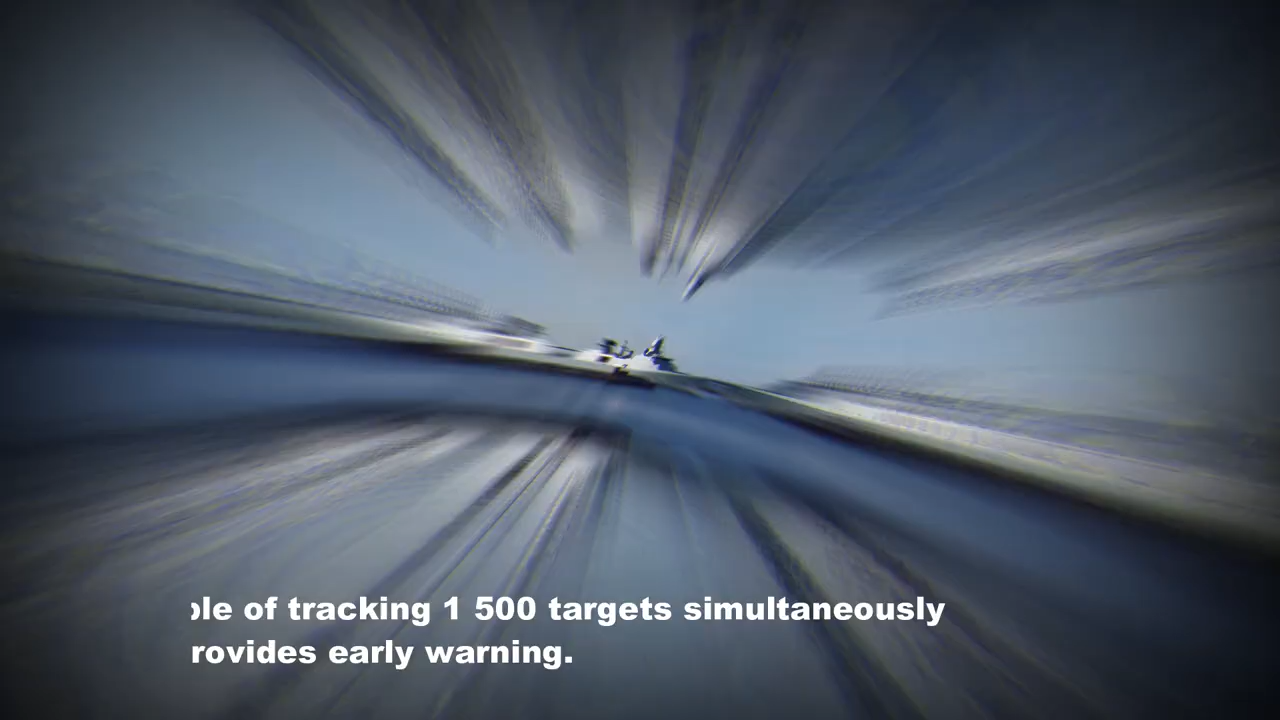 ble of tracking 1 500 targets simultaneously
rovides early warning.